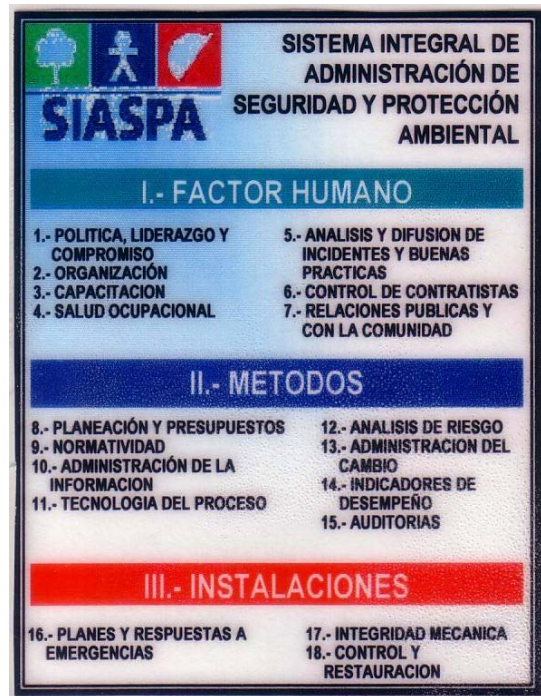 SIASPA
SISTEMA INTEGRAL DE
ADMINISTRACIÓN DE
SEGURIDAD Y PROTECCIÓN
AMBIENTAL
I.- FACTOR HUMANO
1.- POLITICA, LIDERAZGO Y
COMPROMISO
2.- ORGANIZACIÓN
3.- CAPACITACION
4.- SALUD OCUPACIONAL
5.- ANALISIS Y DIFUSION DE
INCIDENTES Y BUENAS
PRACTICAS
6.- CONTROL DE CONTRATISTAS
7.- RELACIONES PUBLICAS Y
CON LA COMUNIDAD
II.- METODOS
8.- PLANEACIÓN Y PRESUPUESTOS
9.- NORMATIVIDAD
10.- ADMINISTRACIÓN DE LA
INFORMACION
11.- TECNOLOGIA DEL PROCESO
12.- ANALISIS DE RIESGO
13.- ADMINISTRACION DEL
CAMBIO
14.- INDICADORES DE
DESEMPEÑO
15.- AUDITORIAS
III.- INSTALACIONES
16.- PLANES Y RESPUESTAS A
EMERGENCIAS
17.- INTEGRIDAD MECANICA
18.- CONTROL Y
RESTAURACION